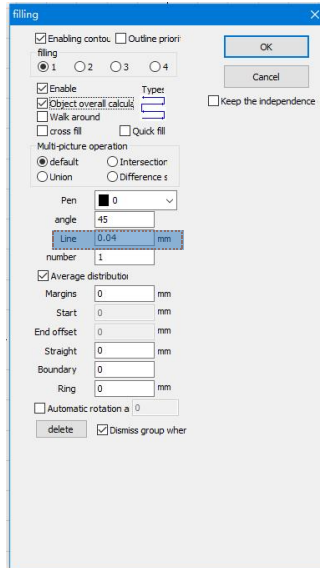 filling
Enabling contou Outline priori
OK
filling
1 2 3 4
Cancel
Enable Types
Object overall calcula
Keep the independence
Walk around
cross fill Quick fill
Multi-picture operation
default Intersection
Union Difference s
Pen 0
angle 45
Line 0.04 mm
number 1
Average distribution
Margins 0 mm
Start 0 mm
End offset 0 mm
Straight 0 mm
Boundary 0
Ring 0 mm
Automatic rotation a 0
delete Dismiss group wher